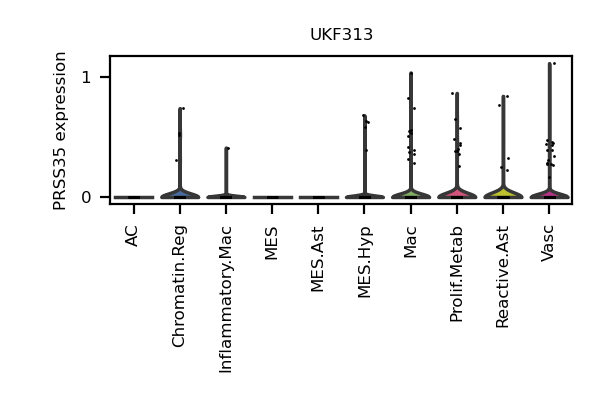 UKF313
PRSS35 expression
1
0
AC
Chromatin.Reg
Inflammatory.Mac
MES
MES.Ast
MES.Hyp
Mac
Prolif.Metab
Reactive.Ast
Vasc